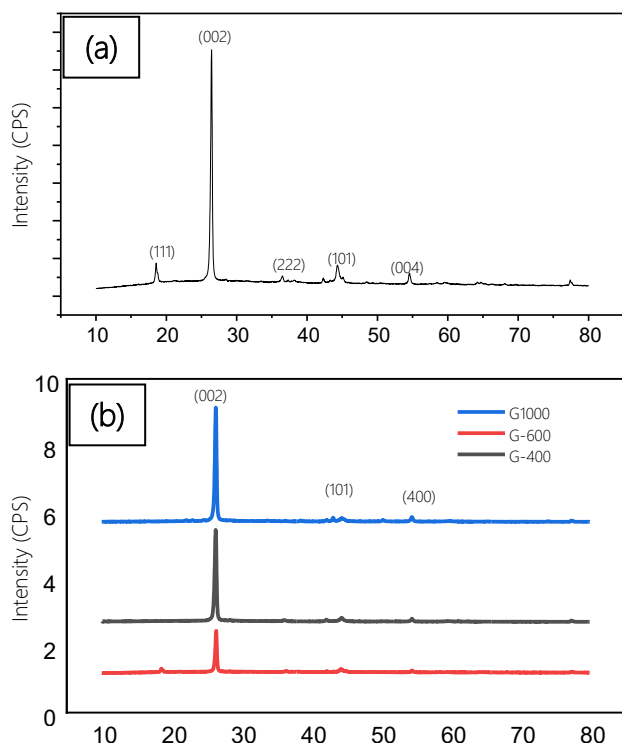 (a)
(002)
(111)
(222)
(101)
(004)
Intensity (CPS)
10 20 30 40 50 60 70 80
(b)
(002)
G1000
G-600
G-400
(101)
(400)
Intensity (CPS)
10
8
6
4
2
0
10 20 30 40 50 60 70 80